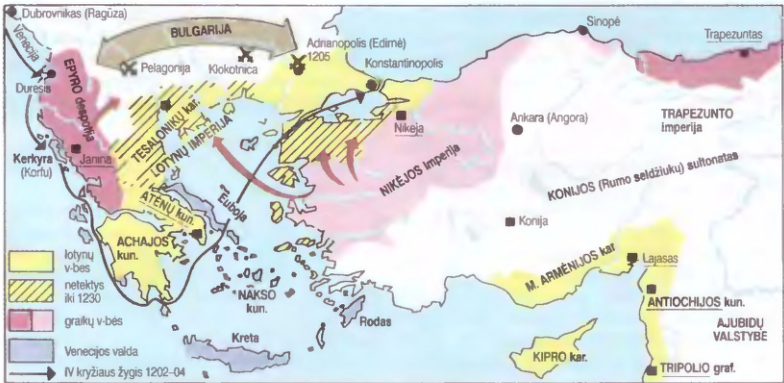 Dubrovnikas (Ragūza)
Venecija
BULGARIJA
Sinopė
Trapezuntas
Adrianopolis (Edirnė)
1205
Pelagonija
Klokotnica
Konstantinopolis
Duresis
EPYRO despotija
TESALONIKŲ kar.
LOTYNŲ IMPERIJA
Nikėja
Ankara (Angora)
TRAPEZUNTO
imperija
Kerkyra
(Korfu)
Janina
NIKĖJOS imperija
KONIJOS (Rumo seldžiukų) sultonatas
ATĖNŲ kun.
Euboja
Konija
ACHAJOS
kun.
NAKSO
kun.
Rodas
Kreta
M. ARMĖNIJOS kar
Lajasas
ANTIOCHIJOS kun.
AJUBIDŲ
VALSTYBĖ
KIPRO kar.
TRIPOLIO graf.
lotynų
v-bės
netektys
iki 1230
graikų v-bės
Venecijos valda
IV kryžiaus žygis 1202–04